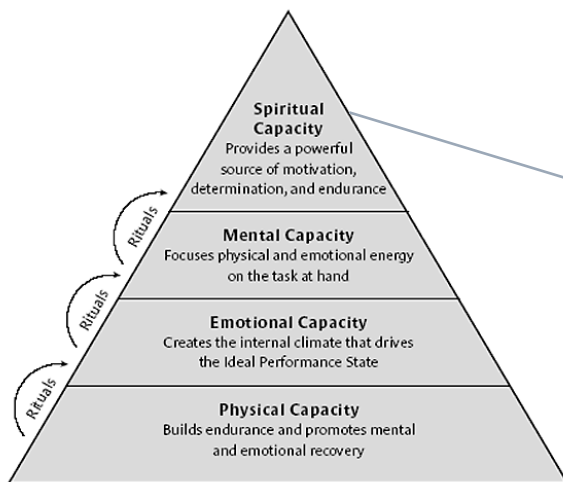 Spiritual
Capacity
Provides a powerful
source of motivation,
determination, and endurance
Rituals
Mental Capacity
Focuses physical and emotional energy
on the task at hand
Rituals
Emotional Capacity
Creates the internal climate that drives
the Ideal Performance State
Rituals
Physical Capacity
Builds endurance and promotes mental
and emotional recovery